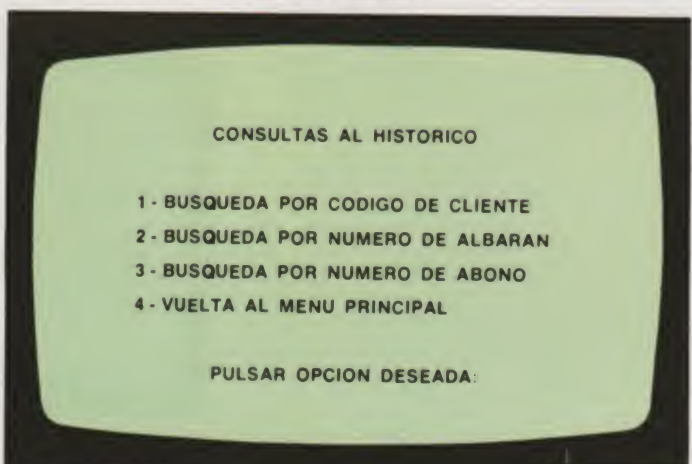 CONSULTAS AL HISTORICO
1 - BUSQUEDA POR CODIGO DE CLIENTE
2 - BUSQUEDA POR NUMERO DE ALBARAN
3 - BUSQUEDA POR NUMERO DE ABONO
4 - VUELTA AL MENU PRINCIPAL
PULSAR OPCION DESEADA: